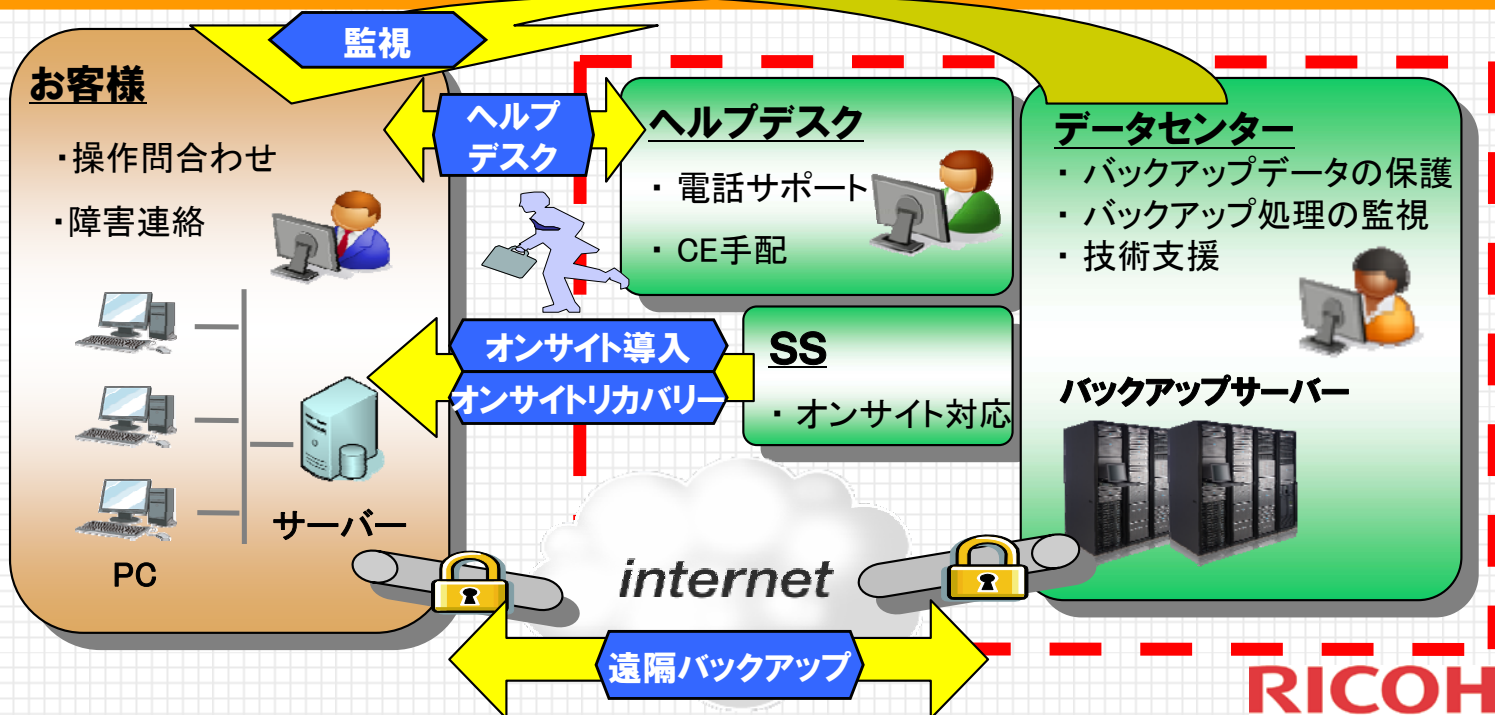 監視
お客様
・操作問合わせ
・障害連絡
PC
サーバー
ヘルプ
デスク
ヘルプデスク
・ 電話サポート
・ CE手配
オンサイト導入
オンサイトリカバリー
SS
・ オンサイト対応
データセンター
・ バックアップデータの保護
・ バックアップ処理の監視
・ 技術支援
バックアップサーバー
internet
遠隔バックアップ
RICOH